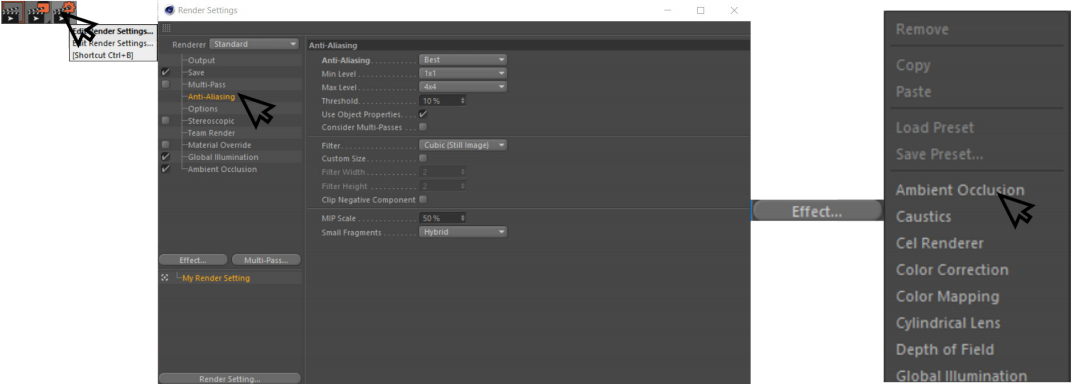 Edit Render Settings...
Edit Render Settings...
[Shortcut Ctrl+B]
Render Settings
Renderer Standard
Output
Save
Multi-Pass
Anti-Aliasing
Options
Stereoscopic
Team Render
Material Override
Global Illumination
Ambient Occlusion
Effect... Multi-Pass...
My Render Setting
Render Setting...
Anti-Aliasing
Anti-Aliasing.......... Best
Min Level............. 1x1
Max Level............. 4x4
Threshold............. 10 %
Use Object Properties...
Consider Multi-Passes...
Filter................. Cubic (Still Image)
Custom Size...........
Filter Width........... 2
Filter Height.......... 2
Clip Negative Component
MIP Scale............. 50 %
Small Fragments........ Hybrid
Effect...
Remove
Copy
Paste
Load Preset
Save Preset...
Ambient Occlusion
Caustics
Cel Renderer
Color Correction
Color Mapping
Cylindrical Lens
Depth of Field
Global Illumination